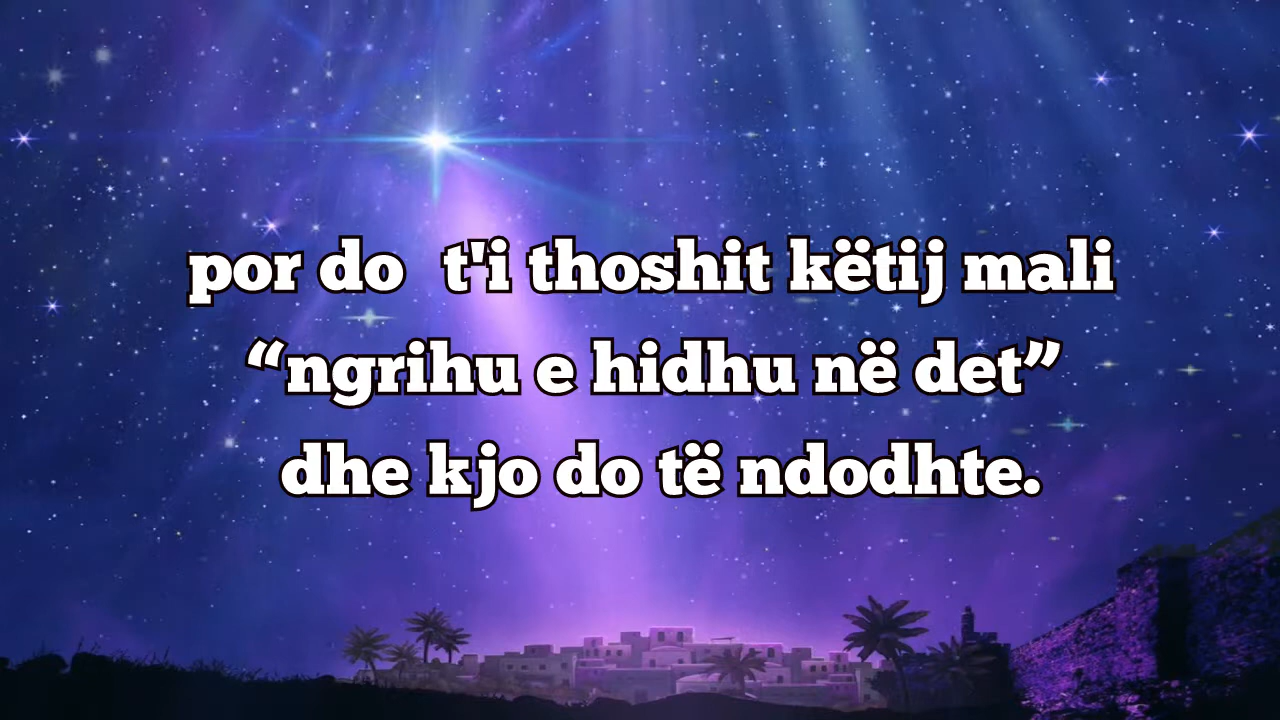 por do  t'i thoshit këtij mali
“ngrihu e hidhu në det”
dhe kjo do të ndodhte.